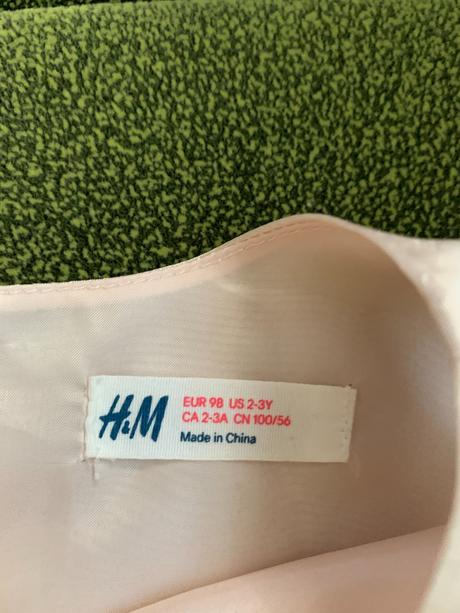 H&M
EUR 98 US 2-3Y
CA 2-3A CN 100/56
Made in China